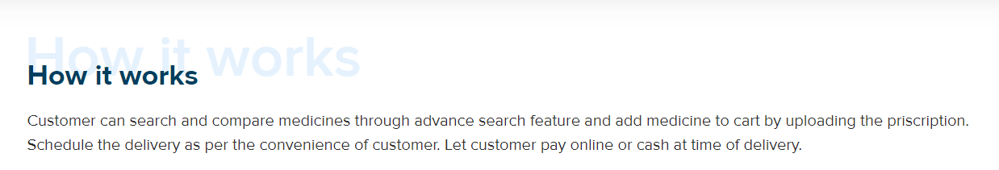 How it works
How it works
Customer can search and compare medicines through advance search feature and add medicine to cart by uploading the priscription.
Schedule the delivery as per the convenience of customer. Let customer pay online or cash at time of delivery.